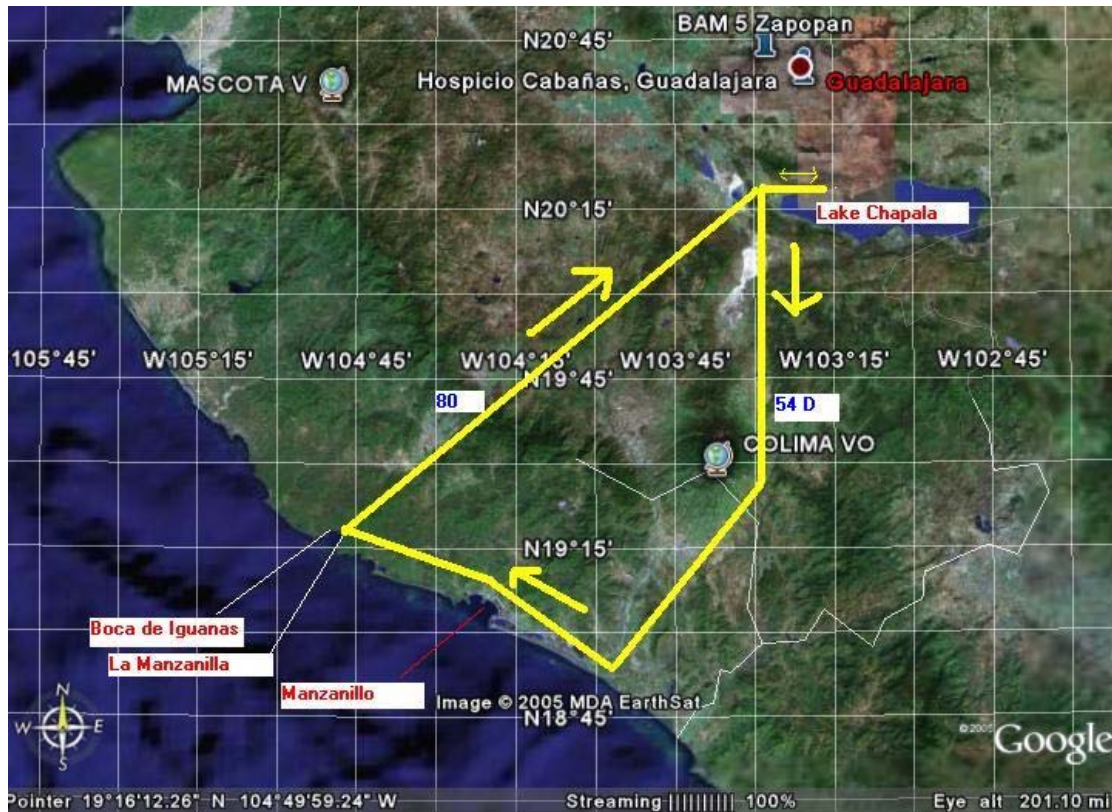 BAM 5 Zapopan
N20°45'
MASCOTA V
Hospicio Cabañas, Guadalajara
Guadalajara
N20°15'
Lake Chapala
105°45' W105°15' W104°45' W104°15' W103°45' W103°15' W102°45'
N19°45'
80
54 D
COLIMA VO
N19°15'
Boca de Iguanas
La Manzanilla
Manzanillo
Image © 2005 MDA EarthSat
N18°45'
N
W E
S
©2005 Google
Pointer 19°16'12.26" N 104°49'59.24" W Streaming |||||||||| 100% Eye alt 201.10 mi